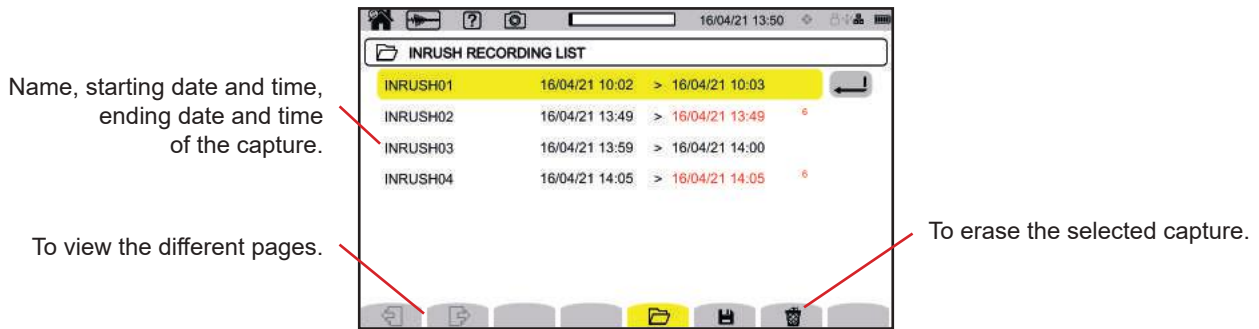 ?
16/04/21 13:50
INRUSH RECORDING LIST
INRUSH01 16/04/21 10:02 > 16/04/21 10:03
INRUSH02 16/04/21 13:49 > 16/04/21 13:49 6
INRUSH03 16/04/21 13:59 > 16/04/21 14:00
INRUSH04 16/04/21 14:05 > 16/04/21 14:05 6
Name, starting date and time,
ending date and time
of the capture.
To view the different pages.
To erase the selected capture.